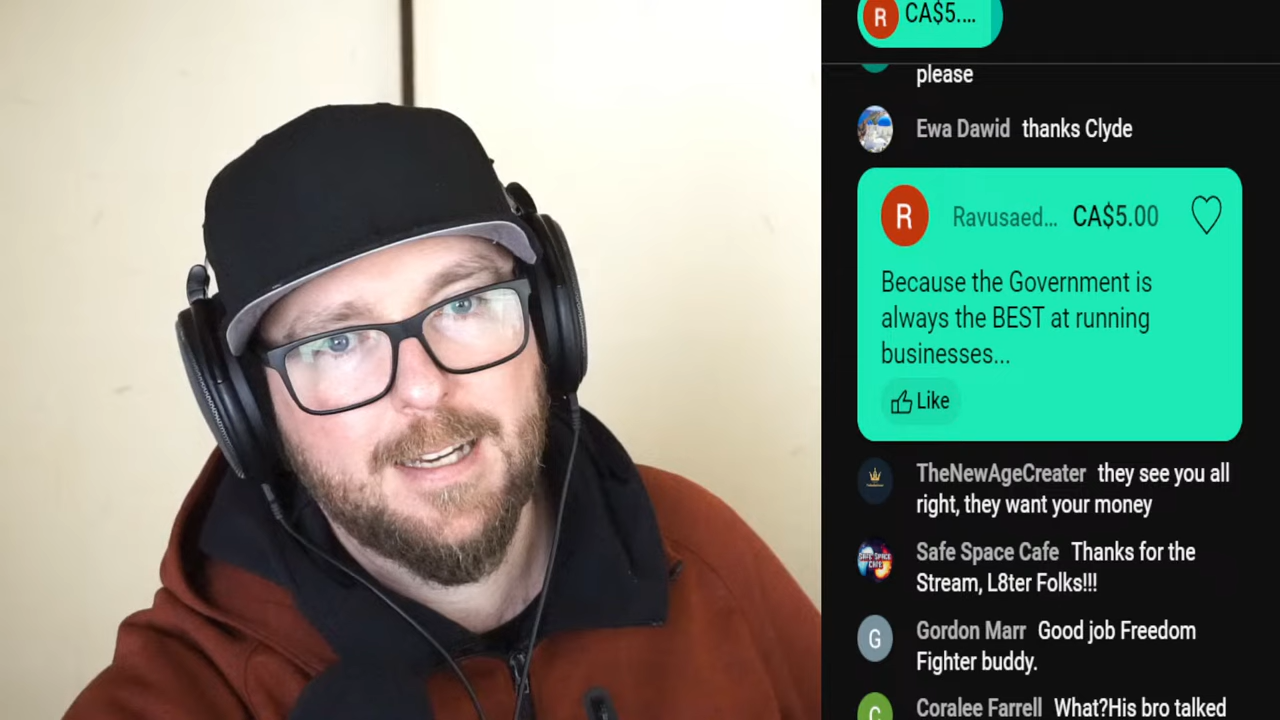 R CA$5....
please
Ewa Dawid thanks Clyde
R Ravusaed... CA$5.00
Because the Government is
always the BEST at running
businesses...
Like
TheNewAgeCreater they see you all
right, they want your money
Safe Space Cafe Thanks for the
Stream, L8ter Folks!!!
G Gordon Marr Good job Freedom
Fighter buddy.
C Coralee Farrell What?His bro talked